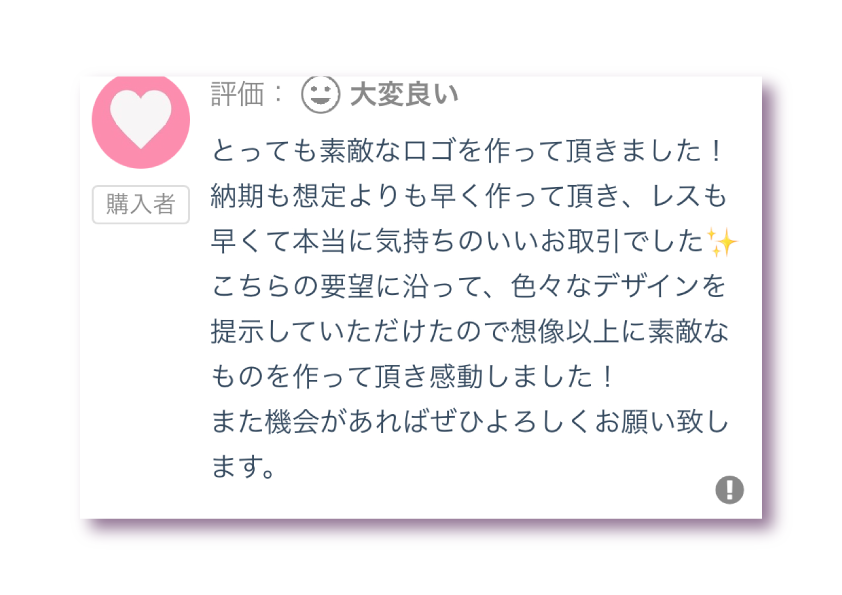 評価： 大変良い
とっても素敵なロゴを作って頂きました！
購入者
納期も想定よりも早く作って頂き、レスも
早くて本当に気持ちのいいお取引でした✨
こちらの要望に沿って、色々なデザインを
提示していただけたので想像以上に素敵な
ものを作って頂き感動しました！
また機会があればぜひよろしくお願い致し
ます。